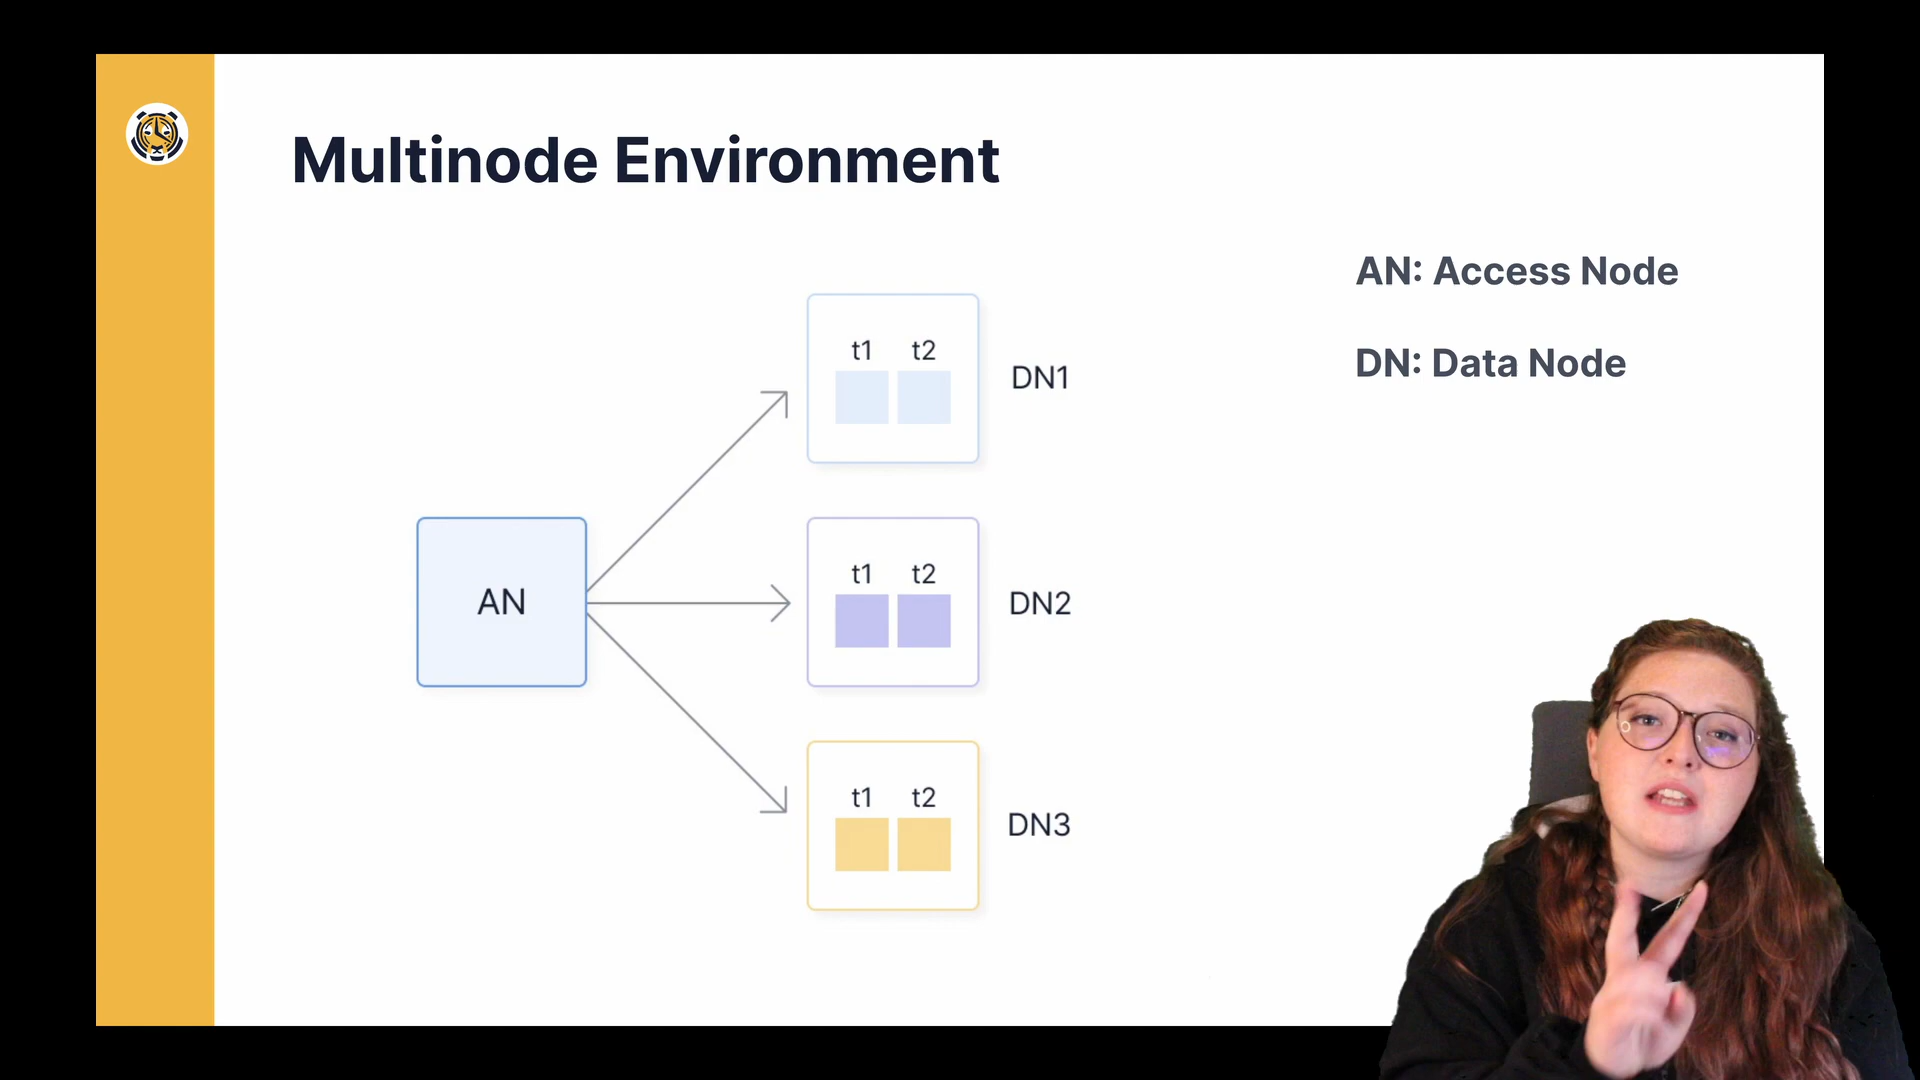 Multinode Environment
AN: Access Node
DN: Data Node
t1 t2
DN1
AN
t1 t2
DN2
t1 t2
DN3